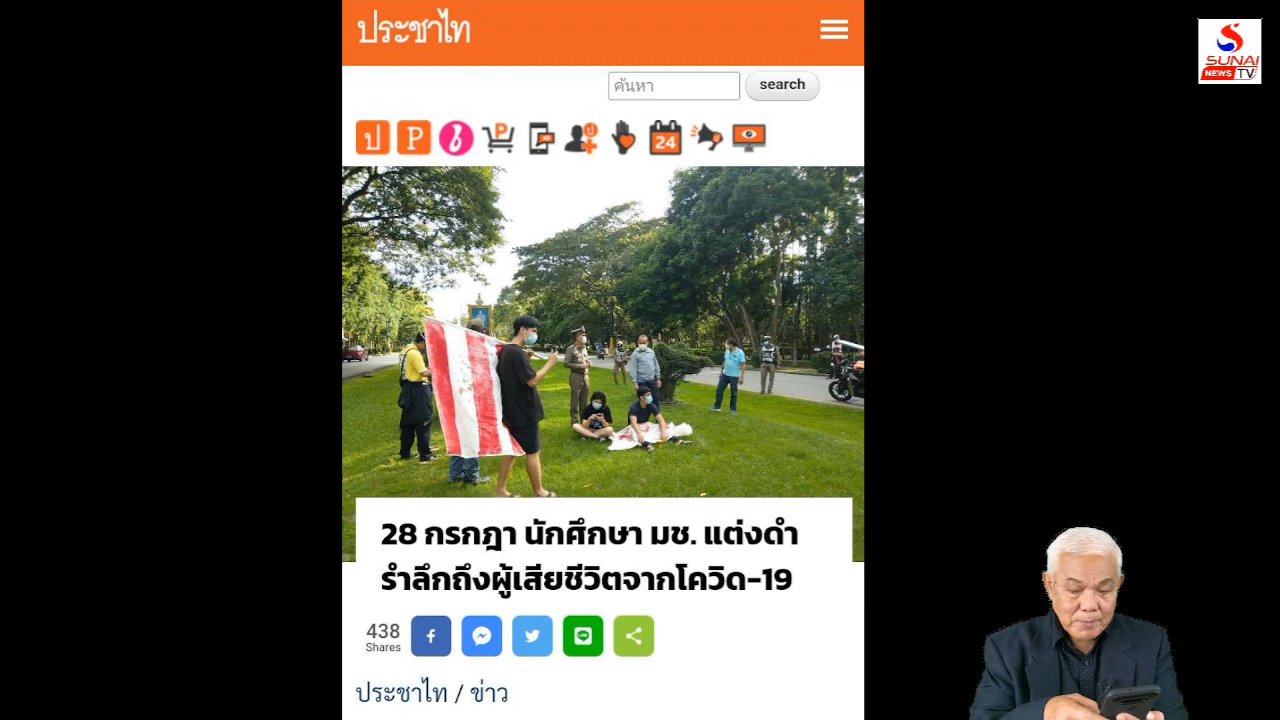 ประชาไท
SUNAI
NEWS TV
ค้นหา
search
ป P 24
28 กรกฎา นักศึกษา มช. แต่งดำ
รำลึกถึงผู้เสียชีวิตจากโควิด-19
438
Shares
ประชาไท / ข่าว